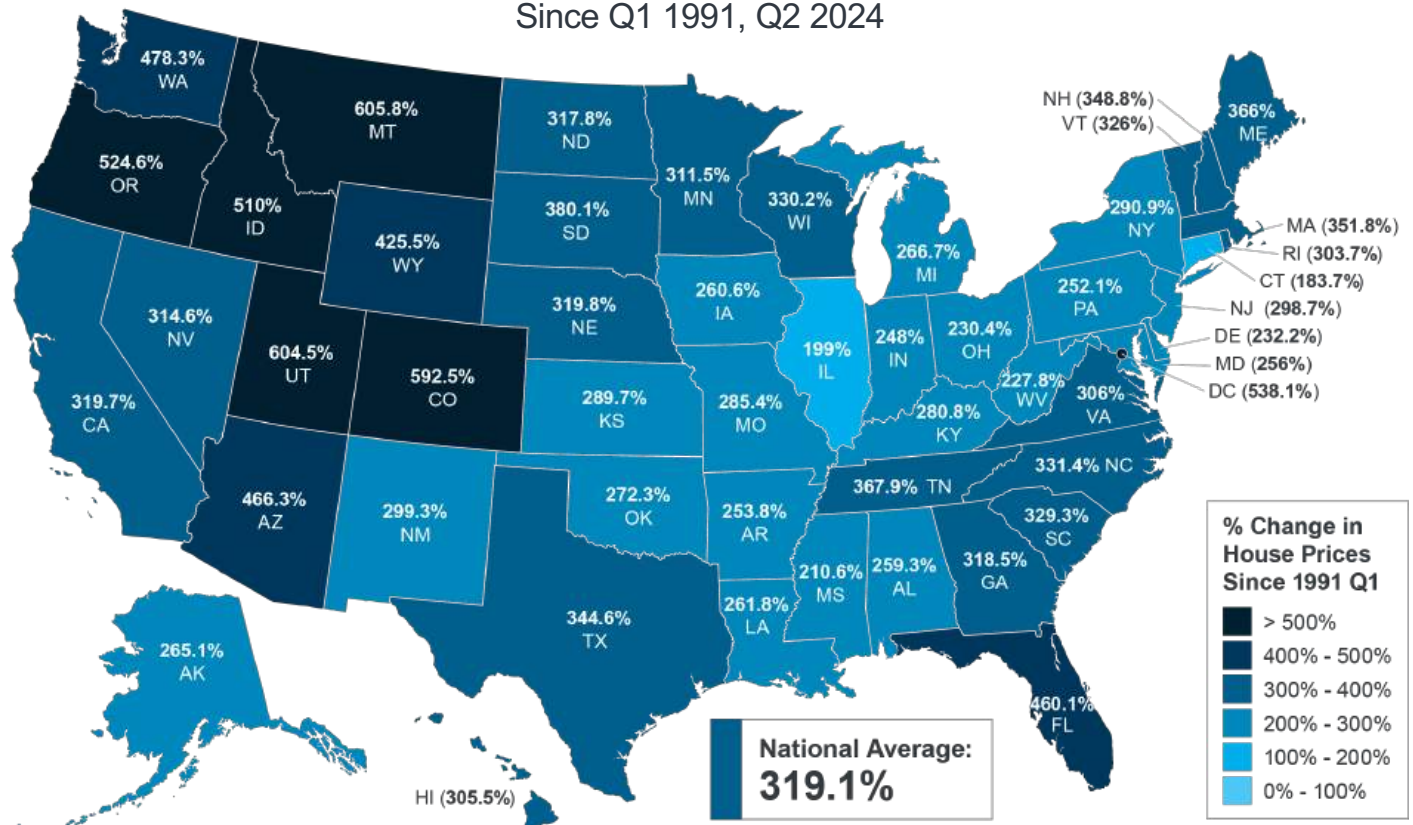 Since Q1 1991, Q2 2024
478.3%
WA
605.8%
MT
317.8%
ND
NH (348.8%)
VT (326%)
366%
ME
524.6%
OR
510%
ID
311.5%
MN
330.2%
WI
380.1%
SD
290.9%
NY
425.5%
WY
266.7%
MI
MA (351.8%)
RI (303.7%)
CT (183.7%)
NJ (298.7%)
DE (232.2%)
MD (256%)
DC (538.1%)
314.6%
NV
604.5%
UT
592.5%
CO
319.8%
NE
260.6%
IA
199%
IL
248%
IN
230.4%
OH
252.1%
PA
319.7%
CA
289.7%
KS
285.4%
MO
280.8%
KY
227.8%
WV
306%
VA
466.3%
AZ
299.3%
NM
272.3%
OK
253.8%
AR
367.9% TN
331.4% NC
329.3%
SC
265.1%
AK
344.6%
TX
261.8%
LA
210.6%
MS
259.3%
AL
318.5%
GA
460.1%
FL
HI (305.5%)
National Average:
319.1%
% Change in
House Prices
Since 1991 Q1
> 500%
400% - 500%
300% - 400%
200% - 300%
100% - 200%
0% - 100%